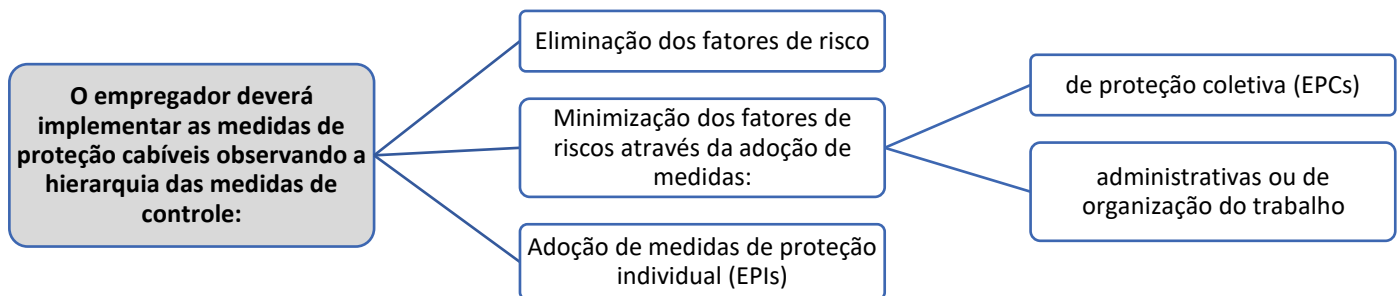 O empregador deverá
implementar as medidas de
proteção cabíveis observando a
hierarquia das medidas de
controle:
Eliminação dos fatores de risco
Minimização dos fatores de
riscos através da adoção de
medidas:
de proteção coletiva (EPCs)
administrativas ou de
organização do trabalho
Adoção de medidas de proteção
individual (EPIs)